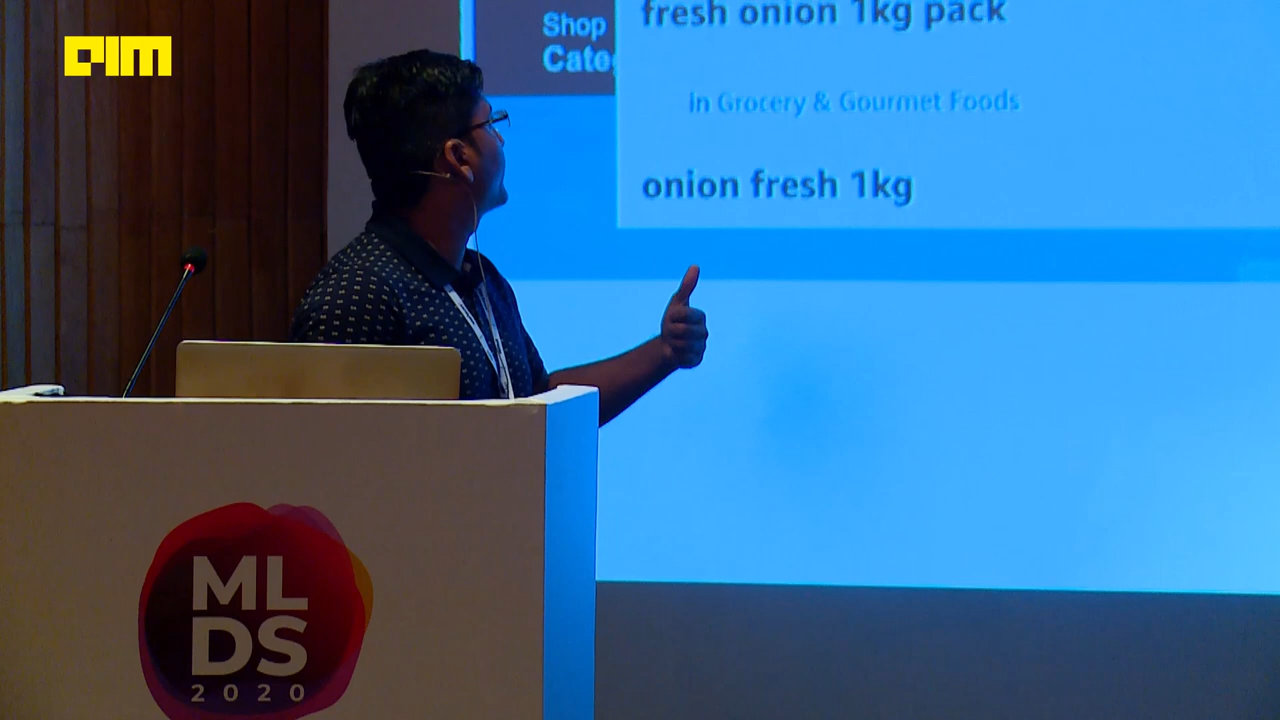 AIM
fresh onion 1kg pack
Shop
in Grocery & Gourmet Foods
onion fresh 1kg
ML
DS
2020